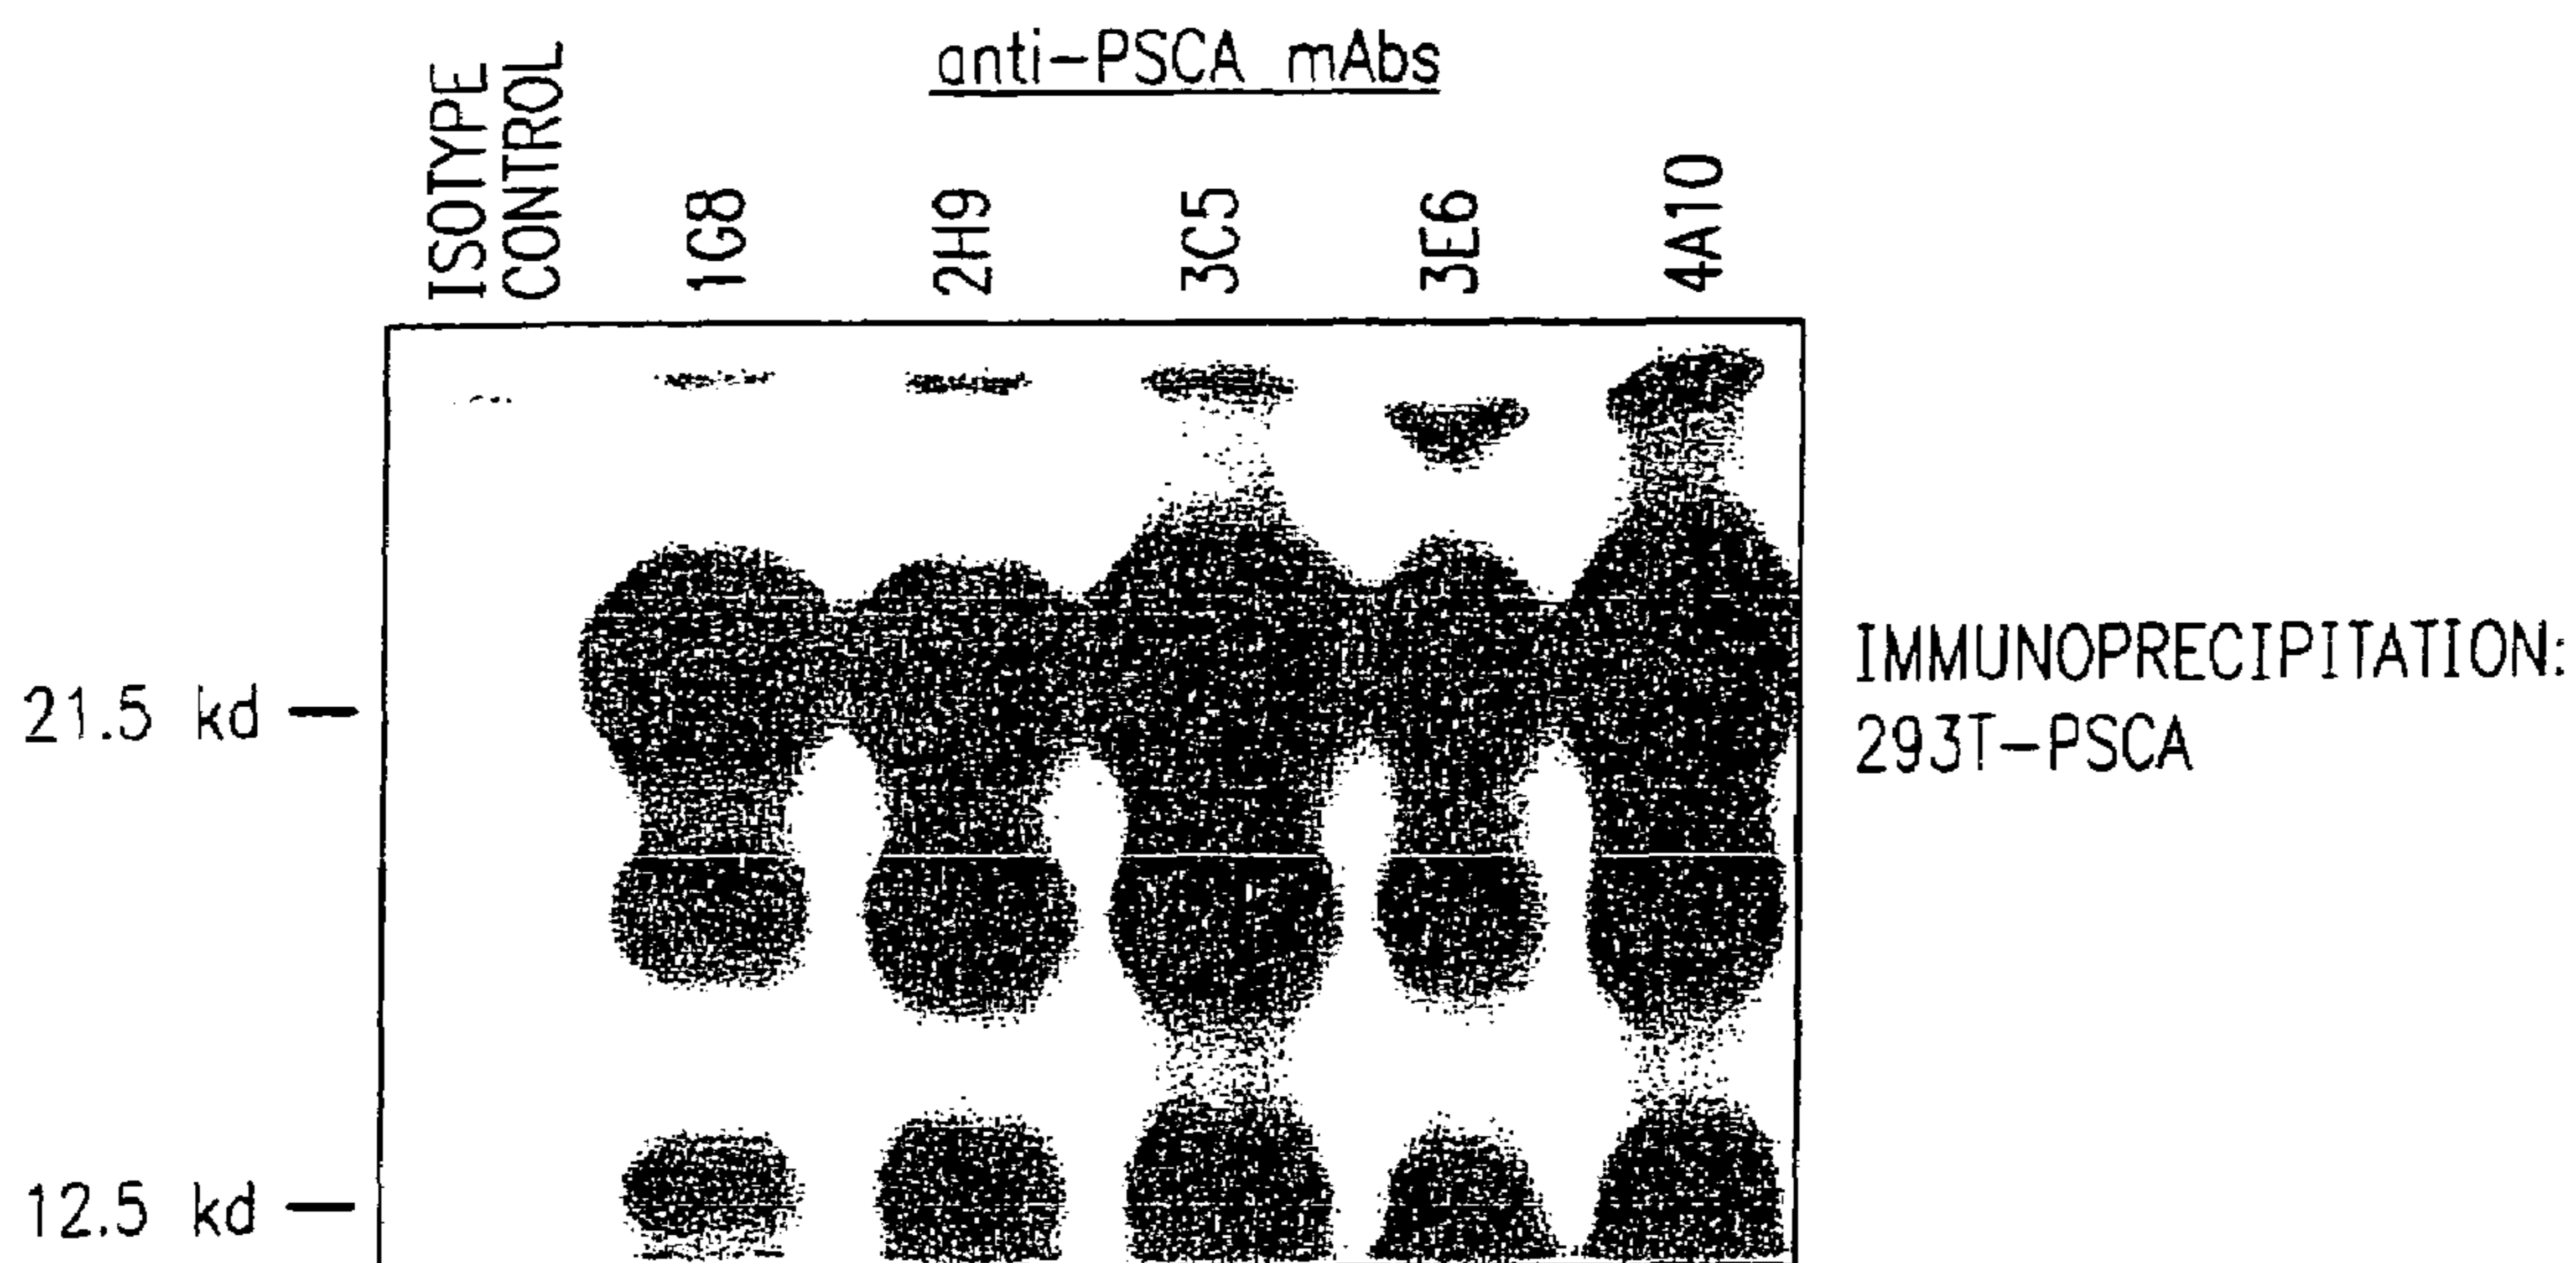 anti-PSCA mAbs
ISOTYPE
CONTROL
1G8
2H9
3C5
3E6
4A10
21.5 kd
12.5 kd
IMMUNOPRECIPITATION:
293T-PSCA